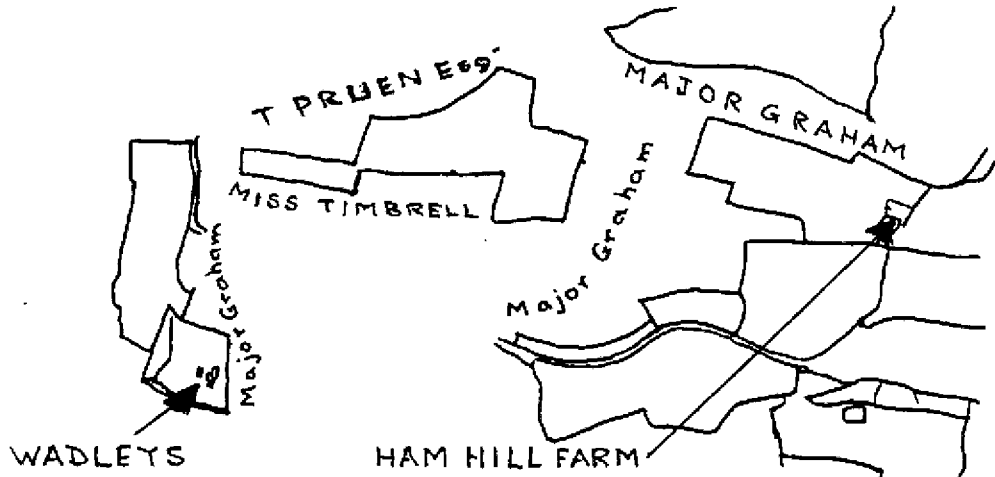 T PRUEN Esq.
MAJOR GRAHAM
MISS TIMBRELL
Major Graham
Major Graham
WADLEYS
HAM HILL FARM